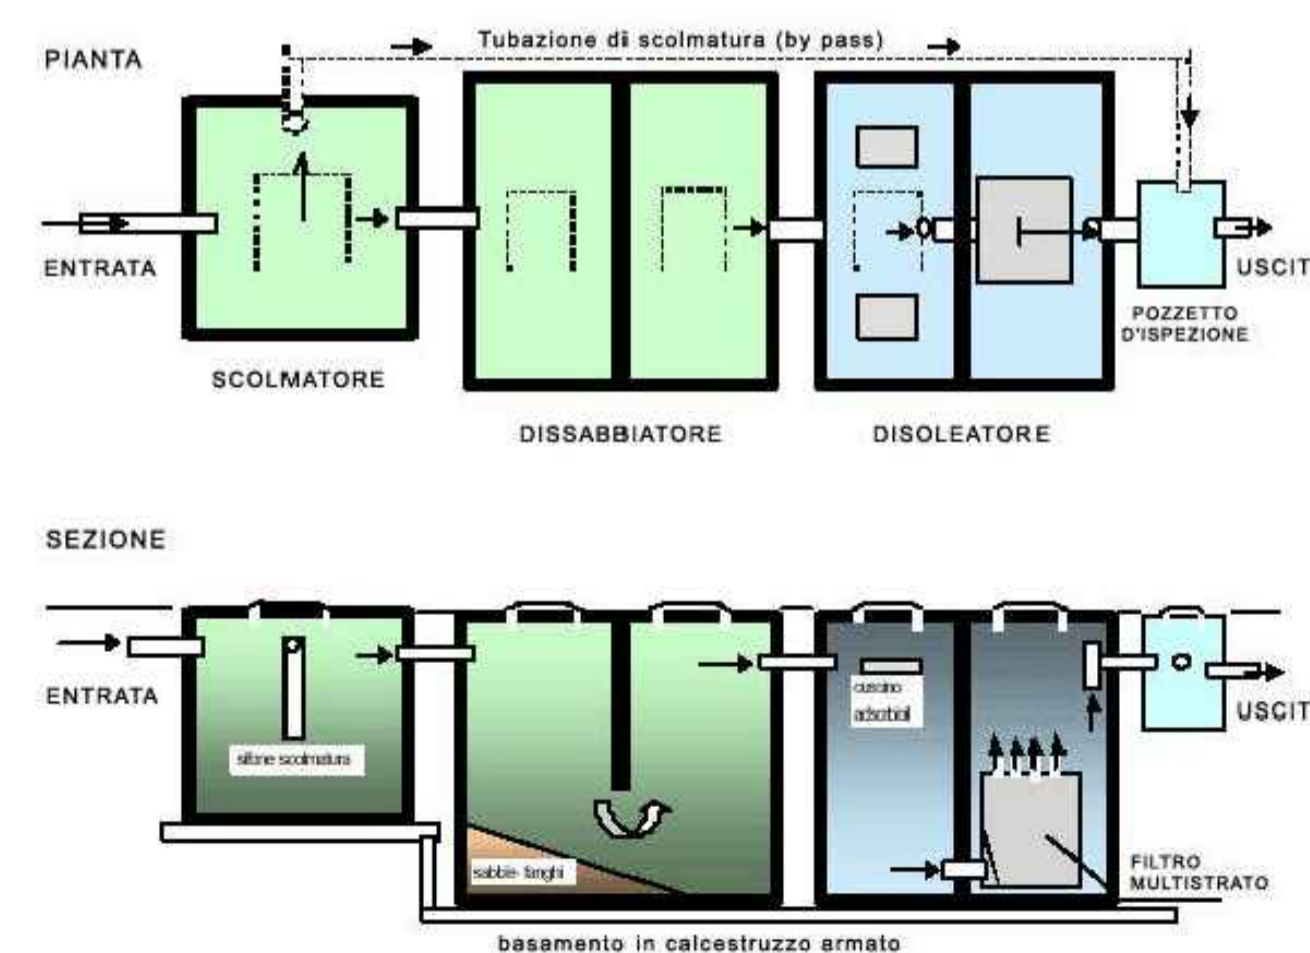 Tubazione di scolmatura (by pass)
PIANTA
ENTRATA
USCIT
POZZETTO
D'ISPEZIONE
SCOLMATORE
DISSABBIATORE
DISOLEATORE
SEZIONE
ENTRATA
cuscino
adsorbioil
USCIT
sifone scolmatura
sabbie- fanghi
FILTRO
MULTISTRATO
basamento in calcestruzzo armato